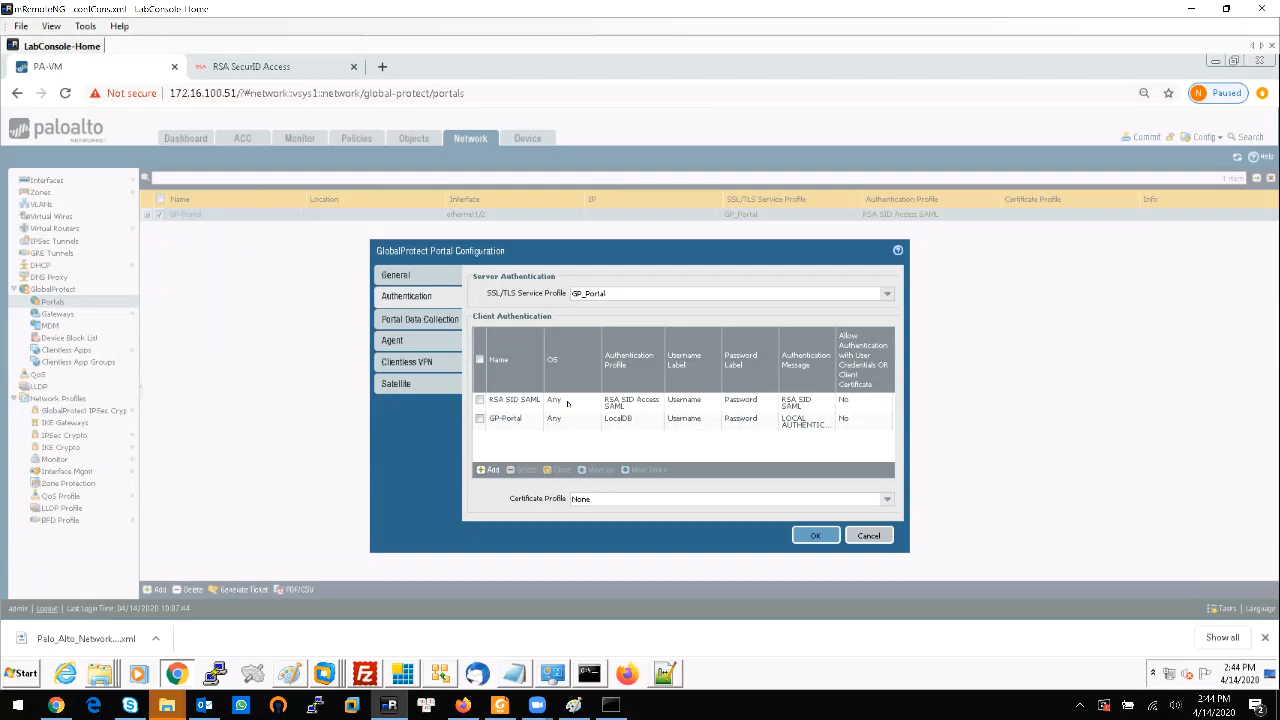 mRemoteNG - confCons.xml - LabConsole-Home
File View Tools Help
LabConsole-Home
PA-VM
RSA RSA SecurID Access
Not secure 172.16.100.51/?#network::vsys1::network/global-protect/portals
N Paused
paloalto
NETWORKS
Dashboard ACC Monitor Policies Objects Network Device
Commit Config Search
Help
1 item
Interfaces
Zones
VLANs
Virtual Wires
Virtual Routers
IPSec Tunnels
GRE Tunnels
DHCP
DNS Proxy
GlobalProtect
Portals
Gateways
MDM
Device Block List
Clientless Apps
Clientless App Groups
QoS
LLDP
Network Profiles
GlobalProtect IPSec Cryp
IKE Gateways
IPSec Crypto
IKE Crypto
Monitor
Interface Mgmt
Zone Protection
QoS Profile
LLDP Profile
BFD Profile
Name Location Interface IP SSL/TLS Service Profile Authentication Profile Certificate Profile Info
GP-Portal ethernet1/2 GP_Portal RSA SID Access SAML
GlobalProtect Portal Configuration
General
Authentication
Portal Data Collection
Agent
Clientless VPN
Satellite
Server Authentication
SSL/TLS Service Profile GP_Portal
Client Authentication
Name
OS
Authentication Profile
Username Label
Password Label
Authentication Message
Allow Authentication with User Credentials OR Client Certificate
RSA SID SAML Any RSA SID Access SAML Username Password RSA SID SAML No
GP-Portal Any LocalDB Username Password LOCAL AUTHENTIC... No
Add Delete Clone Move Up Move Down
Certificate Profile None
OK Cancel
Add Delete Generate Ticket PDF/CSV
admin Logout Last Login Time: 04/14/2020 10:07:44
Tasks Language
Palo_Alto_Network....xml
Show all
Start
2:44 PM
4/14/2020
2:44 PM
4/14/2020
2